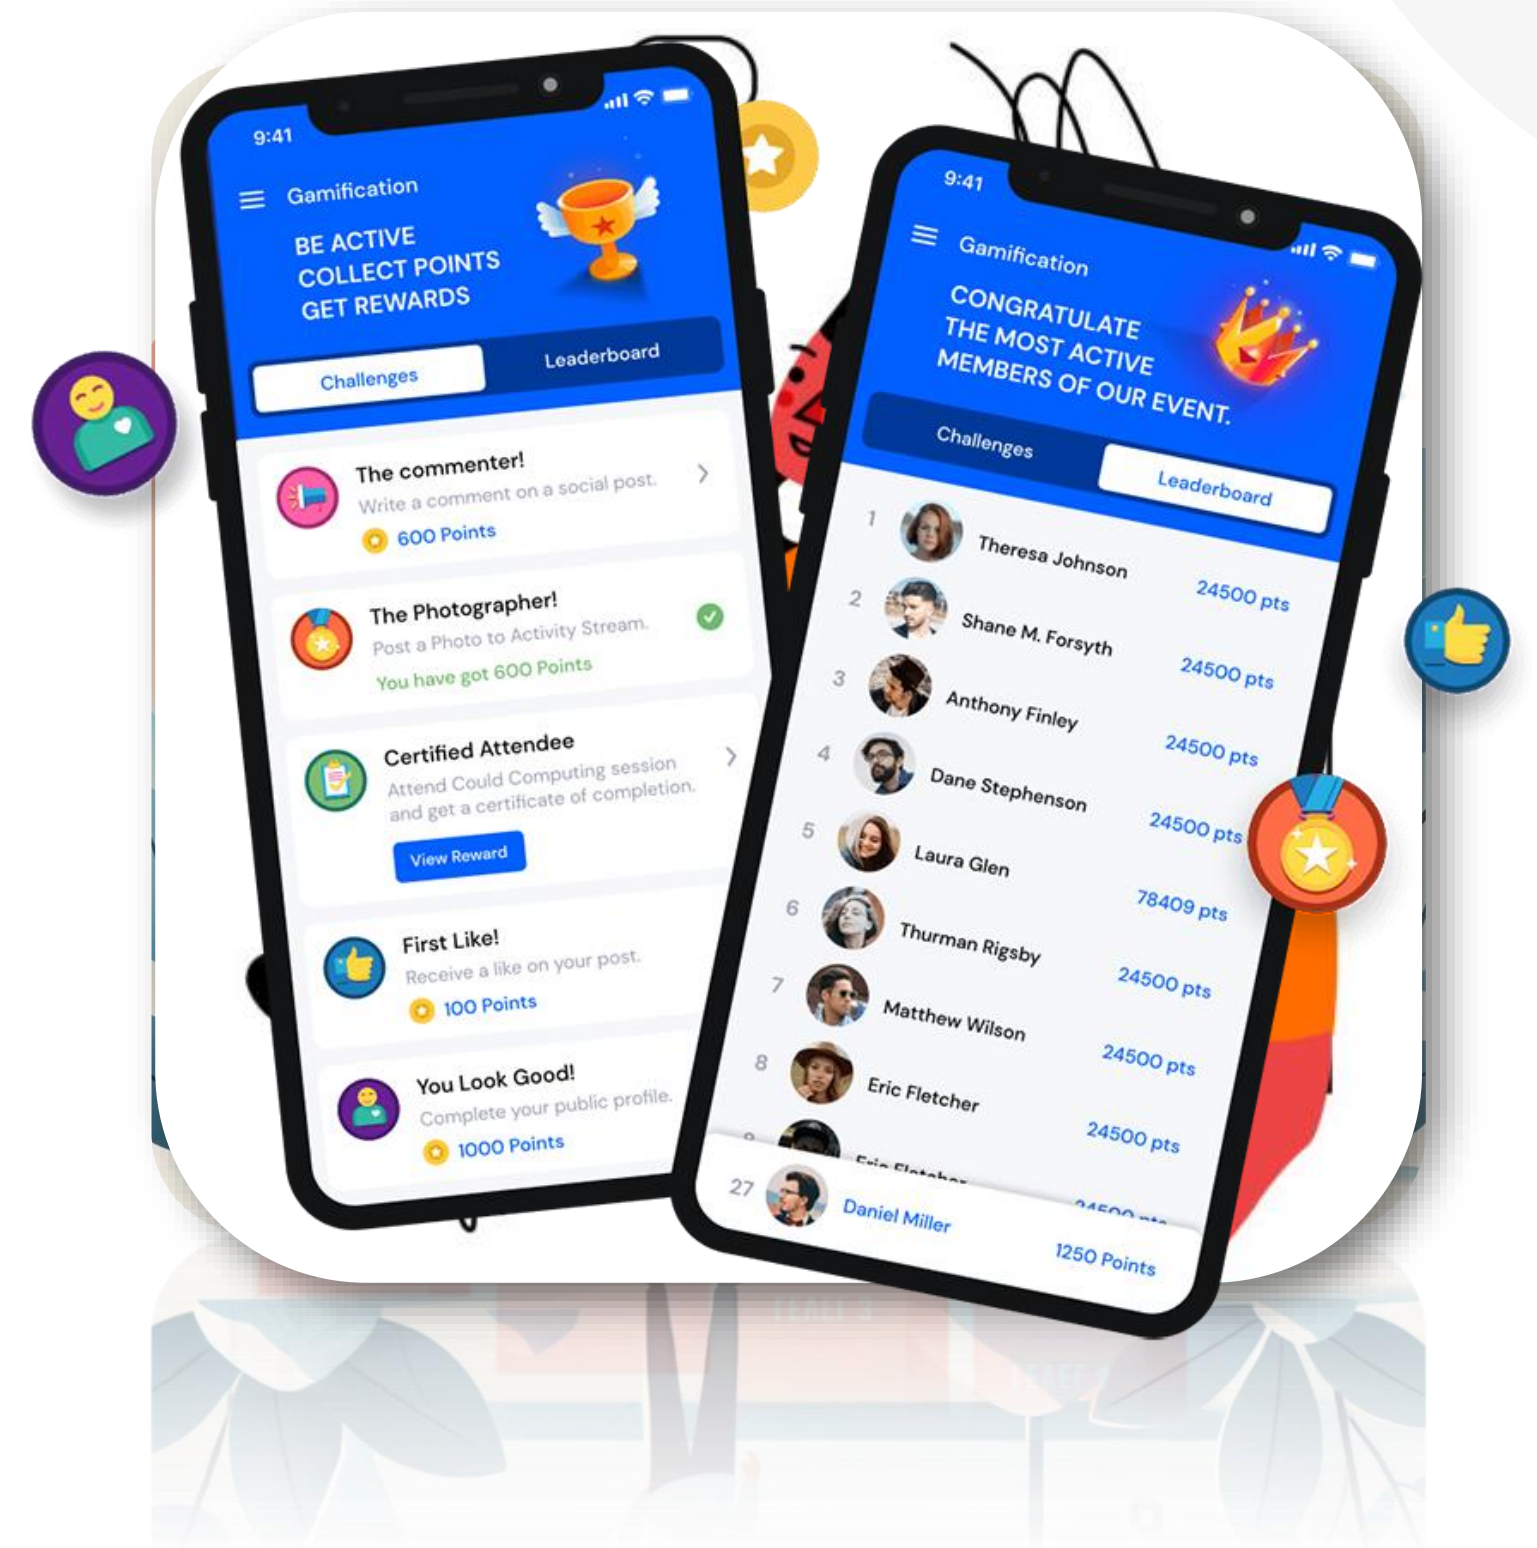 9:41
Gamification
BE ACTIVE
COLLECT POINTS
GET REWARDS
Challenges
Leaderboard
The commenter!
Write a comment on a social post.
600 Points
The Photographer!
Post a Photo to Activity Stream.
You have got 600 Points
Certified Attendee
Attend Could Computing session
and get a certificate of completion.
View Reward
First Like!
Receive a like on your post.
100 Points
You Look Good!
Complete your public profile.
1000 Points
9:41
Gamification
CONGRATULATE
THE MOST ACTIVE
MEMBERS OF OUR EVENT.
Challenges
Leaderboard
1 Theresa Johnson 24500 pts
2 Shane M. Forsyth 24500 pts
3 Anthony Finley 24500 pts
4 Dane Stephenson 24500 pts
5 Laura Glen 78409 pts
6 Thurman Rigsby 24500 pts
7 Matthew Wilson 24500 pts
8 Eric Fletcher 24500 pts
9 Eric Fletcher 24500 pts
27 Daniel Miller 1250 Points